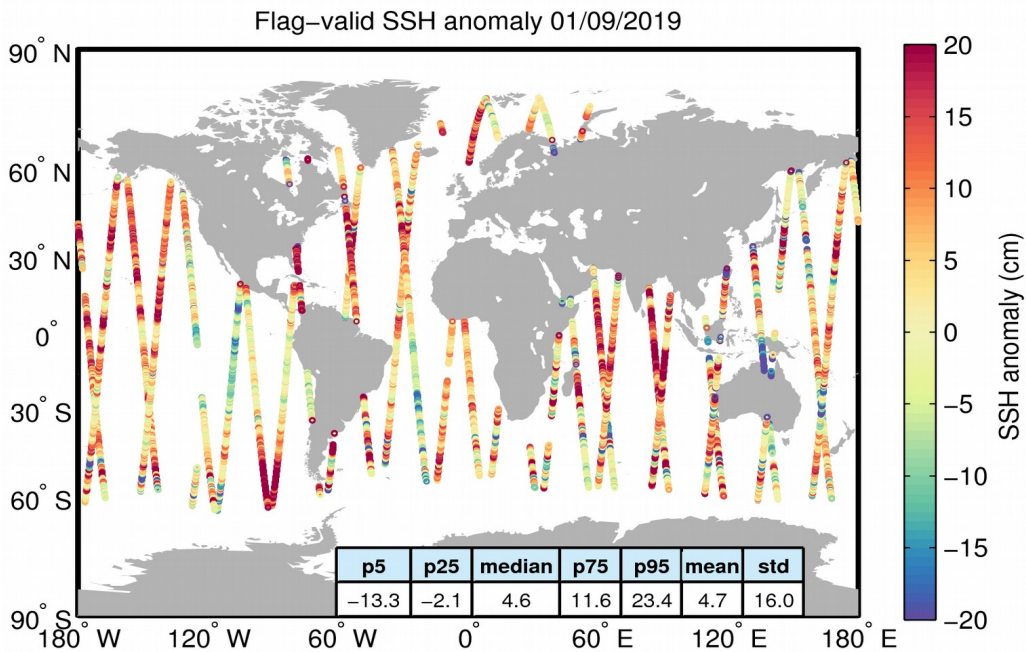 Flag−valid SSH anomaly 01/09/2019
90° N
60° N
30° N
0°
30° S
60° S
90° S
180° W
120° W
60° W
0°
60° E
120° E
180° E
p5 p25 median p75 p95 mean std
−13.3 −2.1 4.6 11.6 23.4 4.7 16.0
20
15
10
5
0
−5
−10
−15
−20
SSH anomaly (cm)